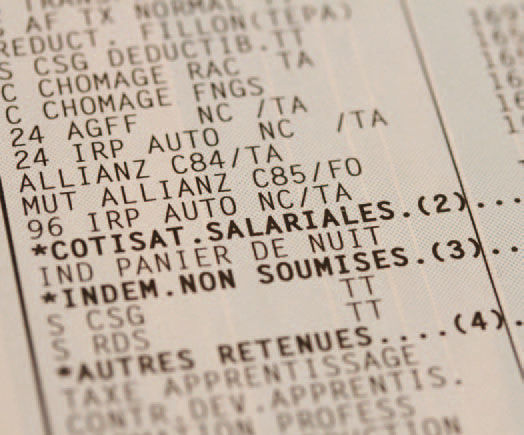 AF TX NORMAL TT
REDUCT. FILLON(TEPA)
S CSG DEDUCTIB.TT
C CHOMAGE RAC TA
C CHOMAGE FNGS
24 AGFF NC /TA
24 IRP AUTO NC /TA
ALLIANZ C84/TA
MUT ALLIANZ C85/FO
96 IRP AUTO NC/TA
*COTISAT.SALARIALES.(2)...
IND PANIER DE NUIT
*INDEM.NON SOUMISES.(3)...
S CSG TT
S RDS TT
*AUTRES RETENUES....(4).
TAXE APPRENTISSAGE
CONTR.DEV.APPRENTIS.
PROFESS